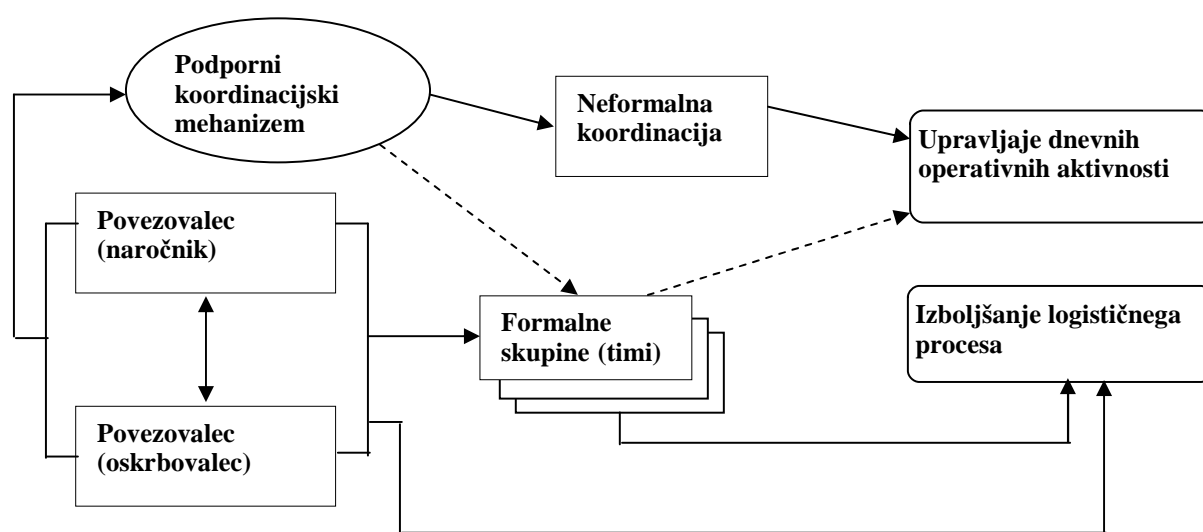 Podporni
koordinacijski
mehanizem
Neformalna
koordinacija
Upravljaje dnevnih
operativnih aktivnosti
Povezovalec
(naročnik)
Formalne
skupine (timi)
Izboljšanje logističnega
procesa
Povezovalec
(oskrbovalec)